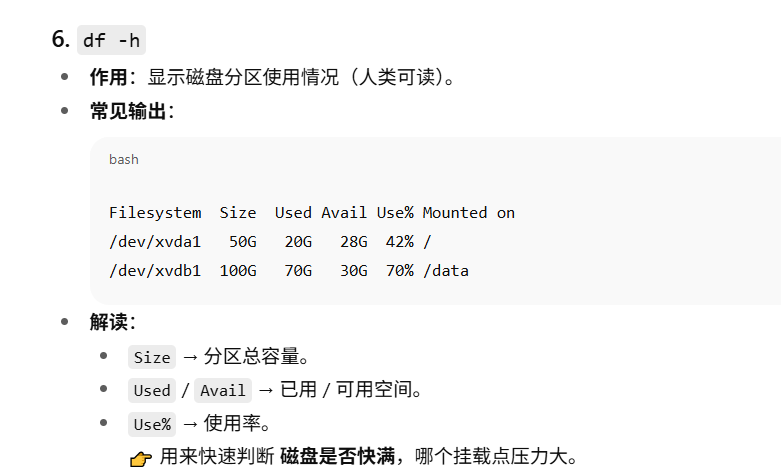 6. df -h
• 作用：显示磁盘分区使用情况（人类可读）。
• 常见输出：
bash
Filesystem  Size  Used Avail Use% Mounted on
/dev/xvda1   50G   20G   28G  42% /
/dev/xvdb1  100G   70G   30G  70% /data
• 解读：
• Size → 分区总容量。
• Used / Avail → 已用 / 可用空间。
• Use% → 使用率。
👉 用来快速判断 磁盘是否快满，哪个挂载点压力大。